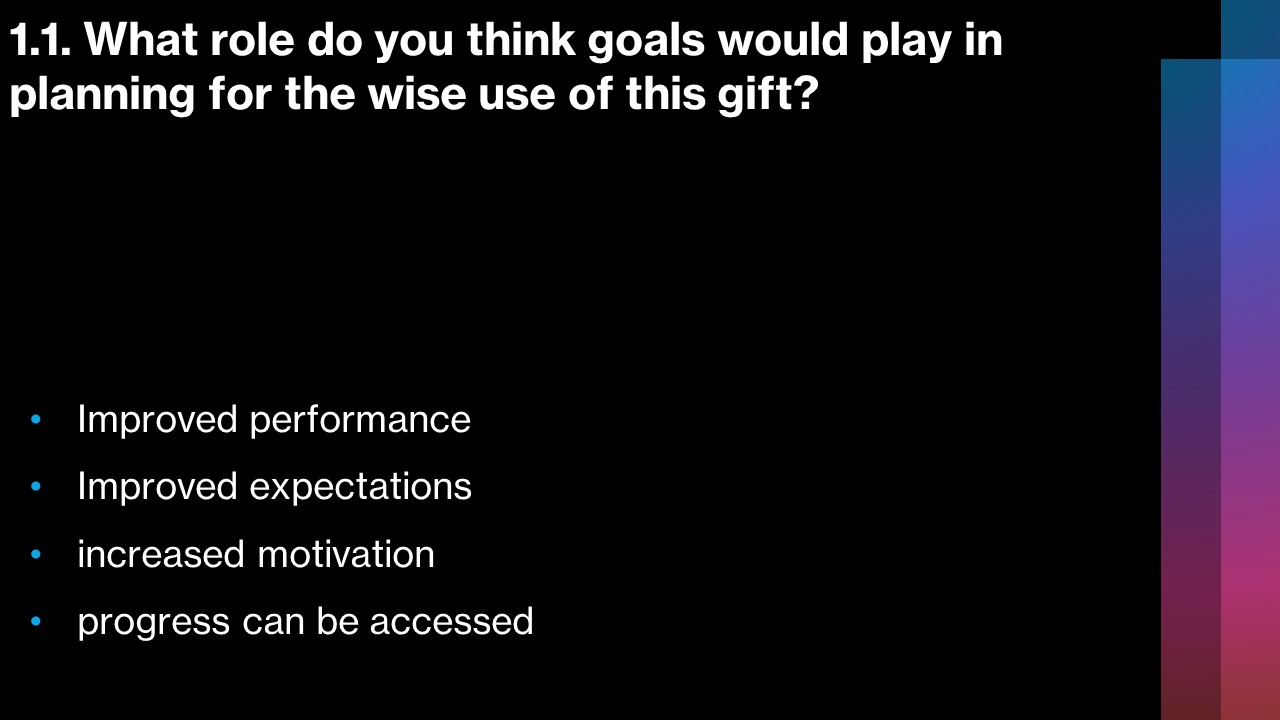 1.1. What role do you think goals would play in
planning for the wise use of this gift?
• Improved performance
• Improved expectations
• increased motivation
• progress can be accessed